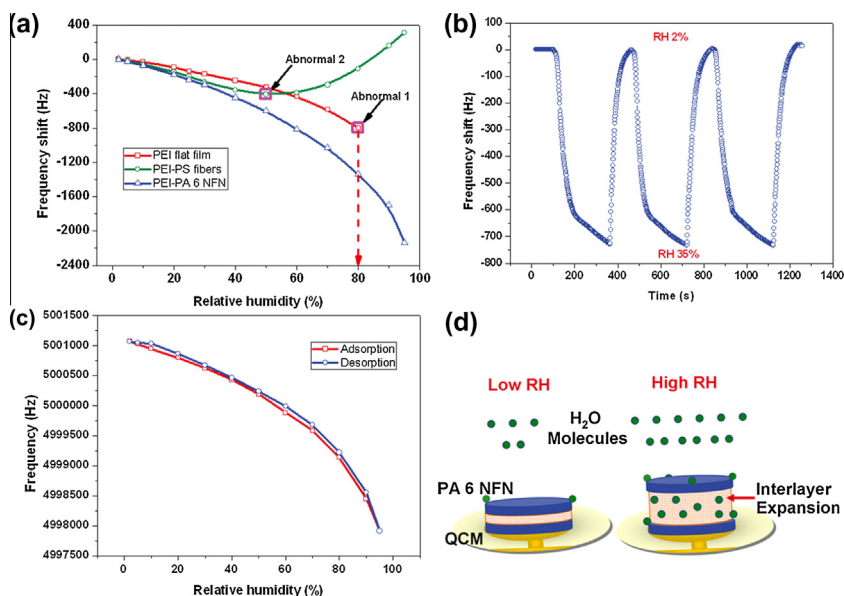 (a)
400
0
-400
-800
-1200
-1600
-2000
-2400
Frequency shift (Hz)
Abnormal 2
Abnormal 1
PEI flat film
PEI-PS fibers
PEI-PA 6 NFN
0 20 40 60 80 100
Relative humidity (%)
(b)
100
0
-100
-200
-300
-400
-500
-600
-700
-800
Frequency shift (Hz)
RH 2%
RH 35%
0 200 400 600 800 1000 1200 1400
Time (s)
(c)
5001500
5001000
5000500
5000000
4999500
4999000
4998500
4998000
4997500
Frequency (Hz)
Adsorption
Desorption
0 20 40 60 80 100
Relative humidity (%)
(d)
Low RH
High RH
H2O
Molecules
PA 6 NFN
QCM
Interlayer
Expansion